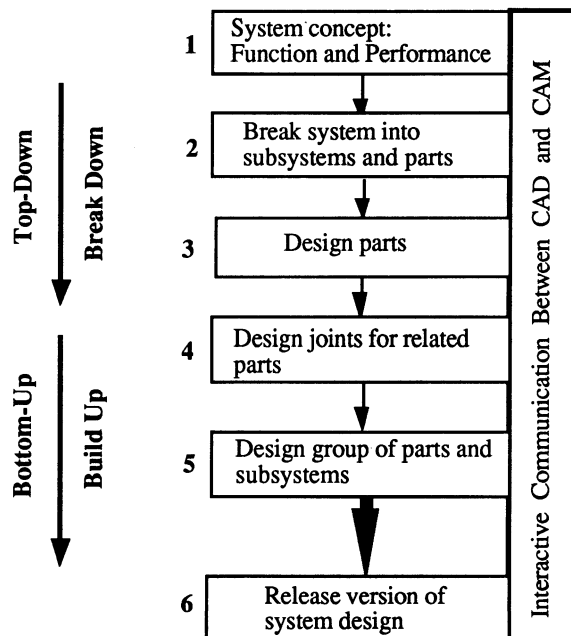 1
System concept:
Function and Performance
2
Break system into
subsystems and parts
3
Design parts
4
Design joints for related
parts
5
Design group of parts and
subsystems
6
Release version of
system design
Top-Down
Break Down
Bottom-Up
Build Up
Interactive Communication Between CAD and CAM